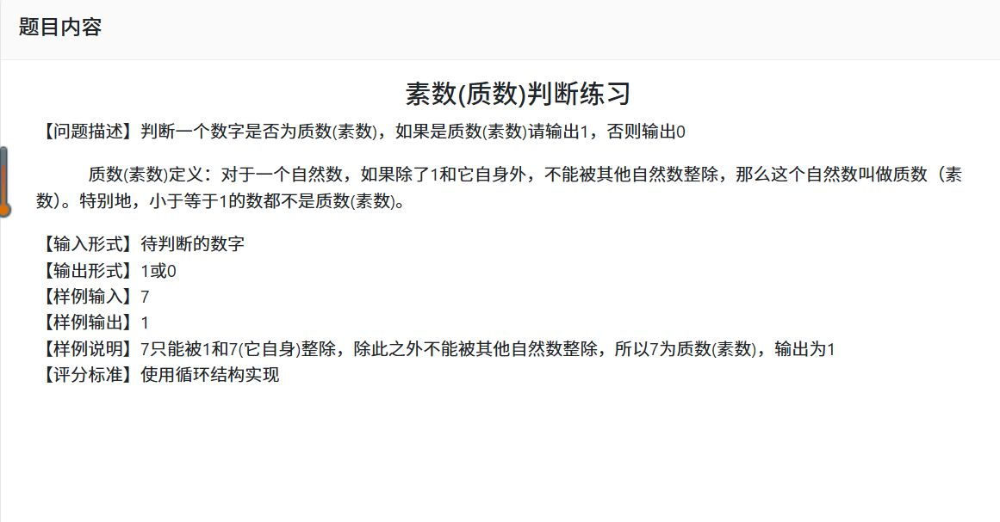 题目内容
素数(质数)判断练习
【问题描述】判断一个数字是否为质数(素数)，如果是质数(素数)请输出1，否则输出0
质数(素数)定义：对于一个自然数，如果除了1和它自身外，不能被其他自然数整除，那么这个自然数叫做质数（素
数）。特别地，小于等于1的数都不是质数(素数)。
【输入形式】待判断的数字
【输出形式】1或0
【样例输入】7
【样例输出】1
【样例说明】7只能被1和7(它自身)整除，除此之外不能被其他自然数整除，所以7为质数(素数)，输出为1
【评分标准】使用循环结构实现